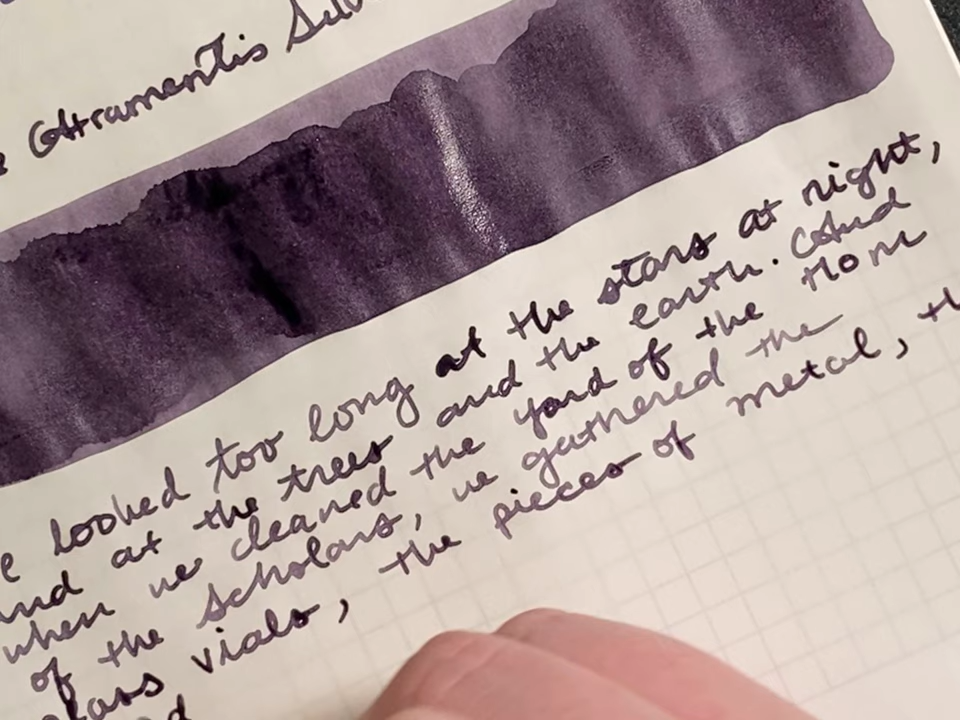 Atramentis
looked too long at the stars at night,
and at the trees and the earth. And
when we cleaned the yard of the
of the scholars, we gathered the
glass vials, the pieces of metal,